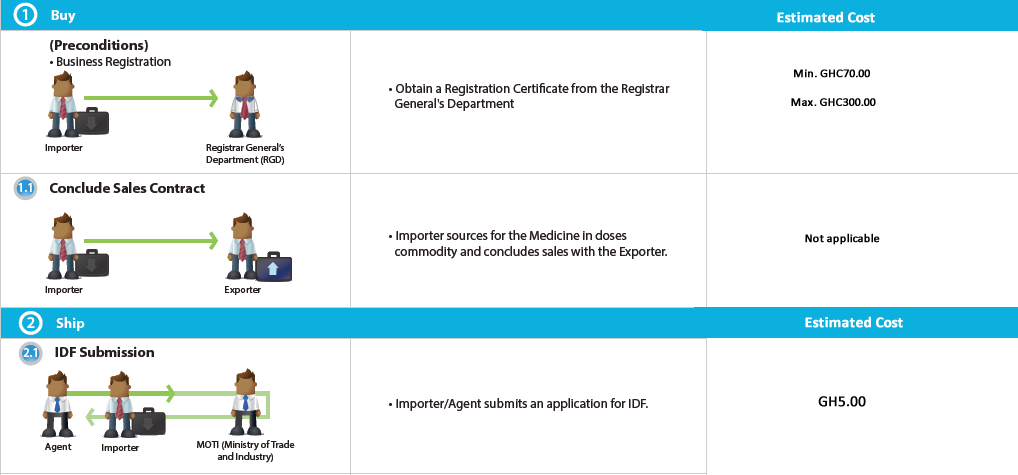 1 Buy Estimated Cost
(Preconditions)
• Business Registration
Importer
Registrar General's
Department (RGD)
• Obtain a Registration Certificate from the Registrar
General's Department
Min. GHC70.00
Max. GHC300.00
1.1 Conclude Sales Contract
Importer
Exporter
• Importer sources for the Medicine in doses
commodity and concludes sales with the Exporter.
Not applicable
2 Ship Estimated Cost
2.1 IDF Submission
Agent
Importer
MOTI (Ministry of Trade
and Industry)
• Importer/Agent submits an application for IDF.
GH5.00